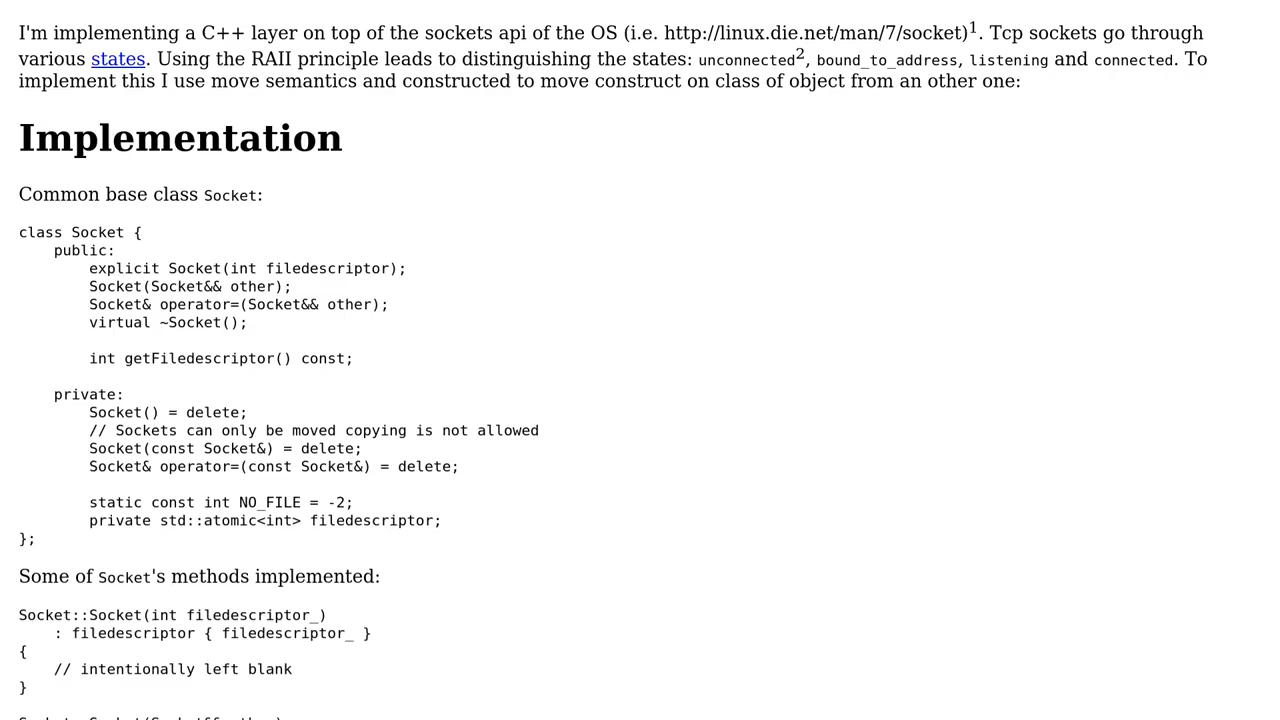 I'm implementing a C++ layer on top of the sockets api of the OS (i.e. http://linux.die.net/man/7/socket)1. Tcp sockets go through
various states. Using the RAII principle leads to distinguishing the states: unconnected2, bound_to_address, listening and connected. To
implement this I use move semantics and constructed to move construct on class of object from an other one:
Implementation
Common base class Socket:
class Socket {
    public:
        explicit Socket(int filedescriptor);
        Socket(Socket&& other);
        Socket& operator=(Socket&& other);
        virtual ~Socket();

        int getFiledescriptor() const;

    private:
        Socket() = delete;
        // Sockets can only be moved copying is not allowed
        Socket(const Socket&) = delete;
        Socket& operator=(const Socket&) = delete;

        static const int NO_FILE = -2;
        private std::atomic<int> filedescriptor;
};
Some of Socket's methods implemented:
Socket::Socket(int filedescriptor_)
    : filedescriptor { filedescriptor_ }
{
    // intentionally left blank
}